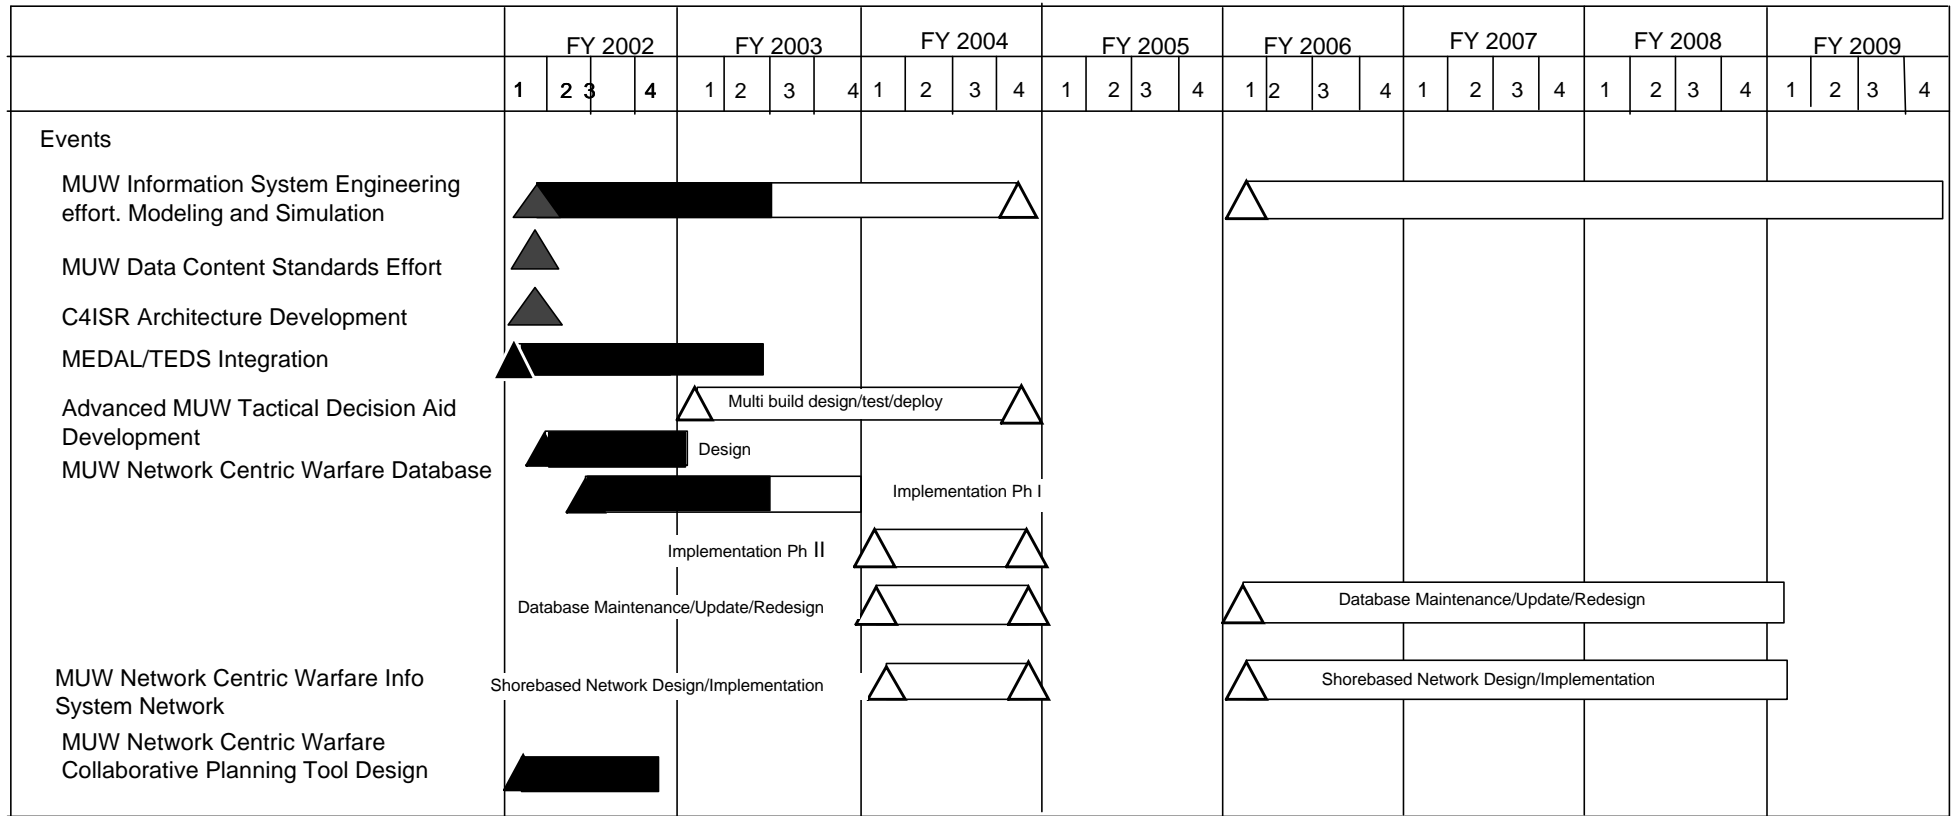 FY 2002 FY 2003 FY 2004 FY 2005 FY 2006 FY 2007 FY 2008 FY 2009
1 2 3 4 1 2 3 4 1 2 3 4 1 2 3 4 1 2 3 4 1 2 3 4 1 2 3 4 1 2 3 4
Events
MUW Information System Engineering
effort. Modeling and Simulation
MUW Data Content Standards Effort
C4ISR Architecture Development
MEDAL/TEDS Integration
Advanced MUW Tactical Decision Aid
Development
Multi build design/test/deploy
Design
MUW Network Centric Warfare Database
Implementation Ph I
Implementation Ph II
Database Maintenance/Update/Redesign Database Maintenance/Update/Redesign
MUW Network Centric Warfare Info
System Network
Shorebased Network Design/Implementation Shorebased Network Design/Implementation
MUW Network Centric Warfare
Collaborative Planning Tool Design